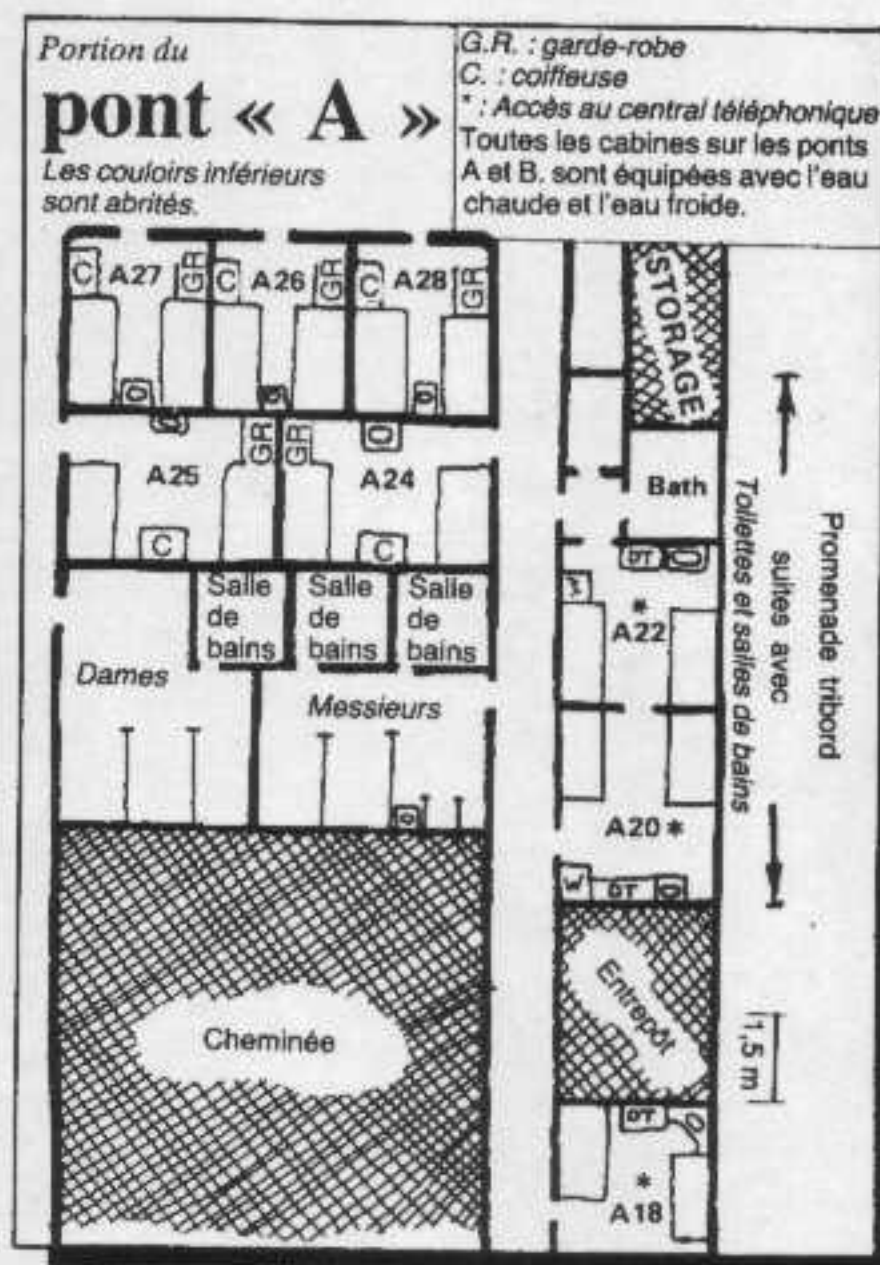 Portion du
pont « A »
Les couloirs inférieurs
sont abrités.
G.R. : garde-robe
C. : coiffeuse
* : Accès au central téléphonique
Toutes les cabines sur les ponts
A et B. sont équipées avec l'eau
chaude et l'eau froide.
C A27 GR C A26 GR C A28 GR
STORAGE
A25 GR GR A24
C C
Bath
Salle
de
bains
Salle
de
bains
Salle
de
bains
Dames
Messieurs
DT
*
A22
A20 *
W DT
Toilettes et salles de bains
suites avec
Promenade tribord
Cheminée
Entrepôt
1,5 m
DT
*
A18